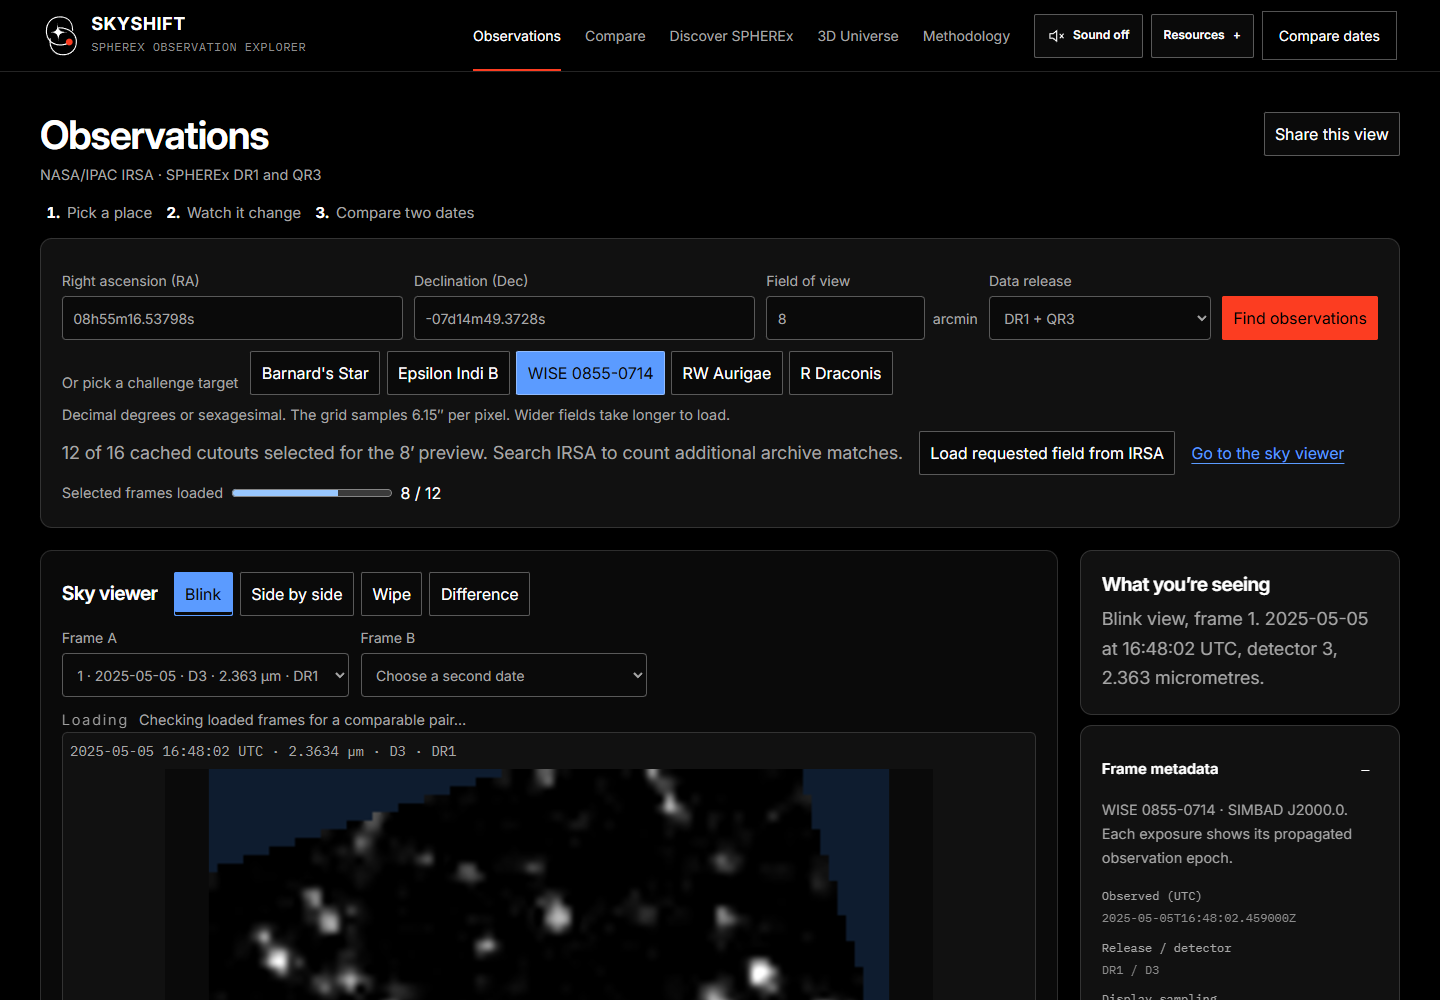 SKYSHIFT
SPHEREX OBSERVATION EXPLORER
Observations
Compare
Discover SPHEREx
3D Universe
Methodology
Sound off
Resources +
Compare dates
Observations
Share this view
NASA/IPAC IRSA · SPHEREx DR1 and QR3
1. Pick a place 2. Watch it change 3. Compare two dates
Right ascension (RA)
Declination (Dec)
Field of view
Data release
08h55m16.53798s
-07d14m49.3728s
8
arcmin
DR1 + QR3
Find observations
Or pick a challenge target
Barnard's Star
Epsilon Indi B
WISE 0855-0714
RW Aurigae
R Draconis
Decimal degrees or sexagesimal. The grid samples 6.15″ per pixel. Wider fields take longer to load.
12 of 16 cached cutouts selected for the 8′ preview. Search IRSA to count additional archive matches.
Load requested field from IRSA
Go to the sky viewer
Selected frames loaded
8 / 12
Sky viewer
Blink
Side by side
Wipe
Difference
Frame A
Frame B
1 · 2025-05-05 · D3 · 2.363 µm · DR1
Choose a second date
Loading Checking loaded frames for a comparable pair...
2025-05-05 16:48:02 UTC · 2.3634 µm · D3 · DR1
What you’re seeing
Blink view, frame 1. 2025-05-05
at 16:48:02 UTC, detector 3,
2.363 micrometres.
Frame metadata
–
WISE 0855-0714 · SIMBAD J2000.0.
Each exposure shows its propagated
observation epoch.
Observed (UTC)
2025-05-05T16:48:02.459000Z
Release / detector
DR1 / D3
Display sampling